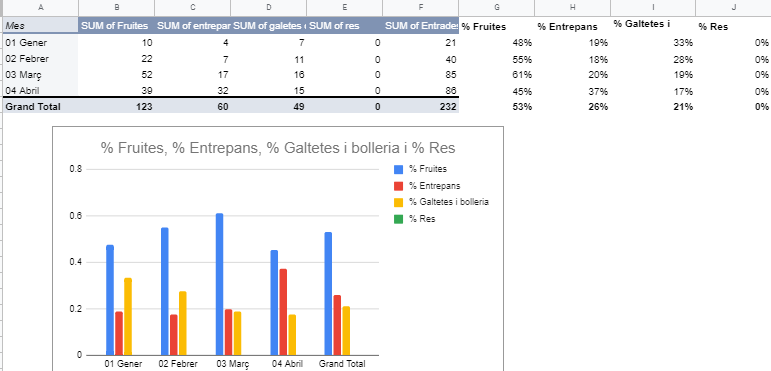 A B C D E F G H I J
Mes SUM of Fruites SUM of entrepar SUM of galetes SUM of res SUM of Entrades % Fruites % Entrepans % Galtetes i % Res
01 Gener 10 4 7 0 21 48% 19% 33% 0%
02 Febrer 22 7 11 0 40 55% 18% 28% 0%
03 Març 52 17 16 0 85 61% 20% 19% 0%
04 Abril 39 32 15 0 86 45% 37% 17% 0%
Grand Total 123 60 49 0 232 53% 26% 21% 0%
% Fruites, % Entrepans, % Galtetes i bolleria i % Res
0.8
0.6
0.4
0.2
0
01 Gener 02 Febrer 03 Març 04 Abril Grand Total
% Fruites
% Entrepans
% Galtetes i bolleria
% Res